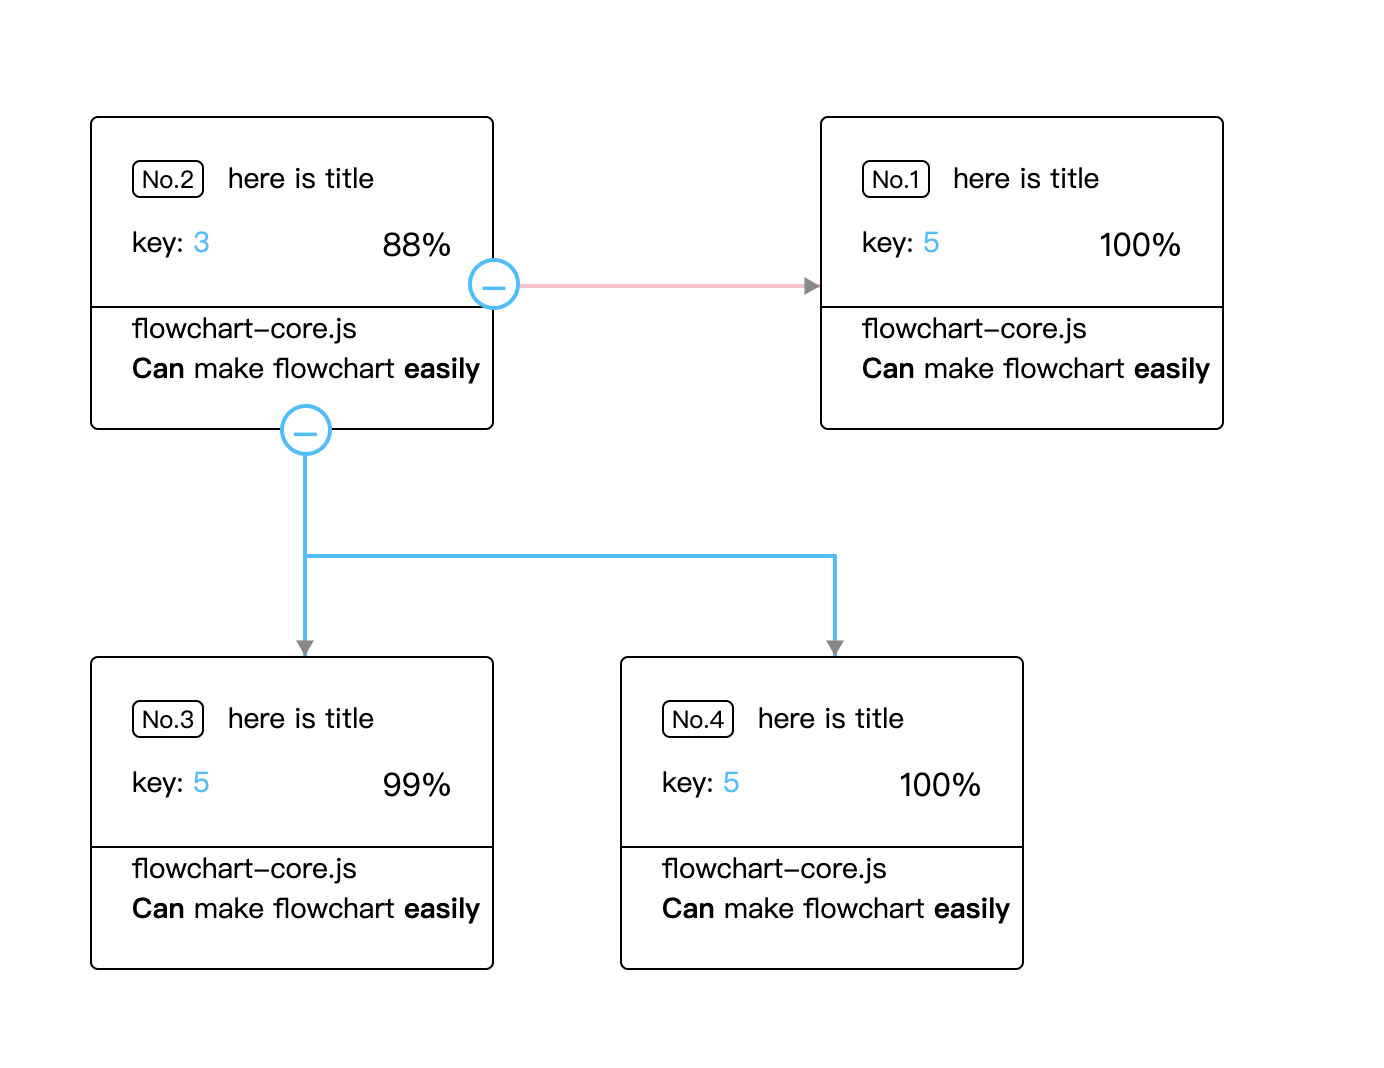 No.2 here is title
key: 3 88%
flowchart-core.js
Can make flowchart easily
No.1 here is title
key: 5 100%
flowchart-core.js
Can make flowchart easily
No.3 here is title
key: 5 99%
flowchart-core.js
Can make flowchart easily
No.4 here is title
key: 5 100%
flowchart-core.js
Can make flowchart easily